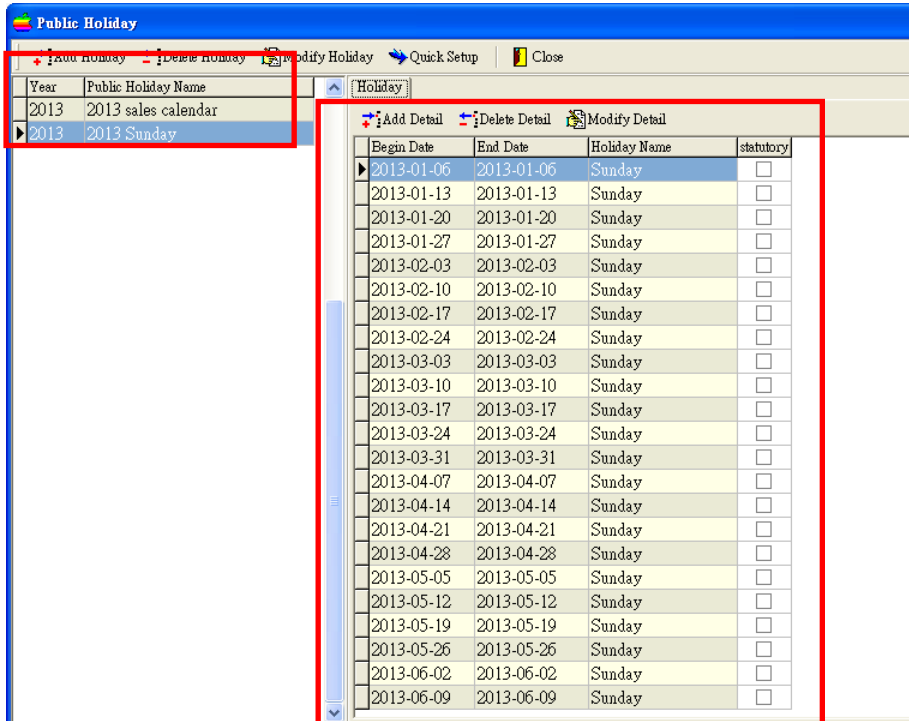 Public Holiday
Add Holiday Delete Holiday Modify Holiday Quick Setup Close
Year Public Holiday Name
2013 2013 sales calendar
2013 2013 Sunday
Holiday
Add Detail Delete Detail Modify Detail
Begin Date End Date Holiday Name statutory
2013-01-06 2013-01-06 Sunday
2013-01-13 2013-01-13 Sunday
2013-01-20 2013-01-20 Sunday
2013-01-27 2013-01-27 Sunday
2013-02-03 2013-02-03 Sunday
2013-02-10 2013-02-10 Sunday
2013-02-17 2013-02-17 Sunday
2013-02-24 2013-02-24 Sunday
2013-03-03 2013-03-03 Sunday
2013-03-10 2013-03-10 Sunday
2013-03-17 2013-03-17 Sunday
2013-03-24 2013-03-24 Sunday
2013-03-31 2013-03-31 Sunday
2013-04-07 2013-04-07 Sunday
2013-04-14 2013-04-14 Sunday
2013-04-21 2013-04-21 Sunday
2013-04-28 2013-04-28 Sunday
2013-05-05 2013-05-05 Sunday
2013-05-12 2013-05-12 Sunday
2013-05-19 2013-05-19 Sunday
2013-05-26 2013-05-26 Sunday
2013-06-02 2013-06-02 Sunday
2013-06-09 2013-06-09 Sunday